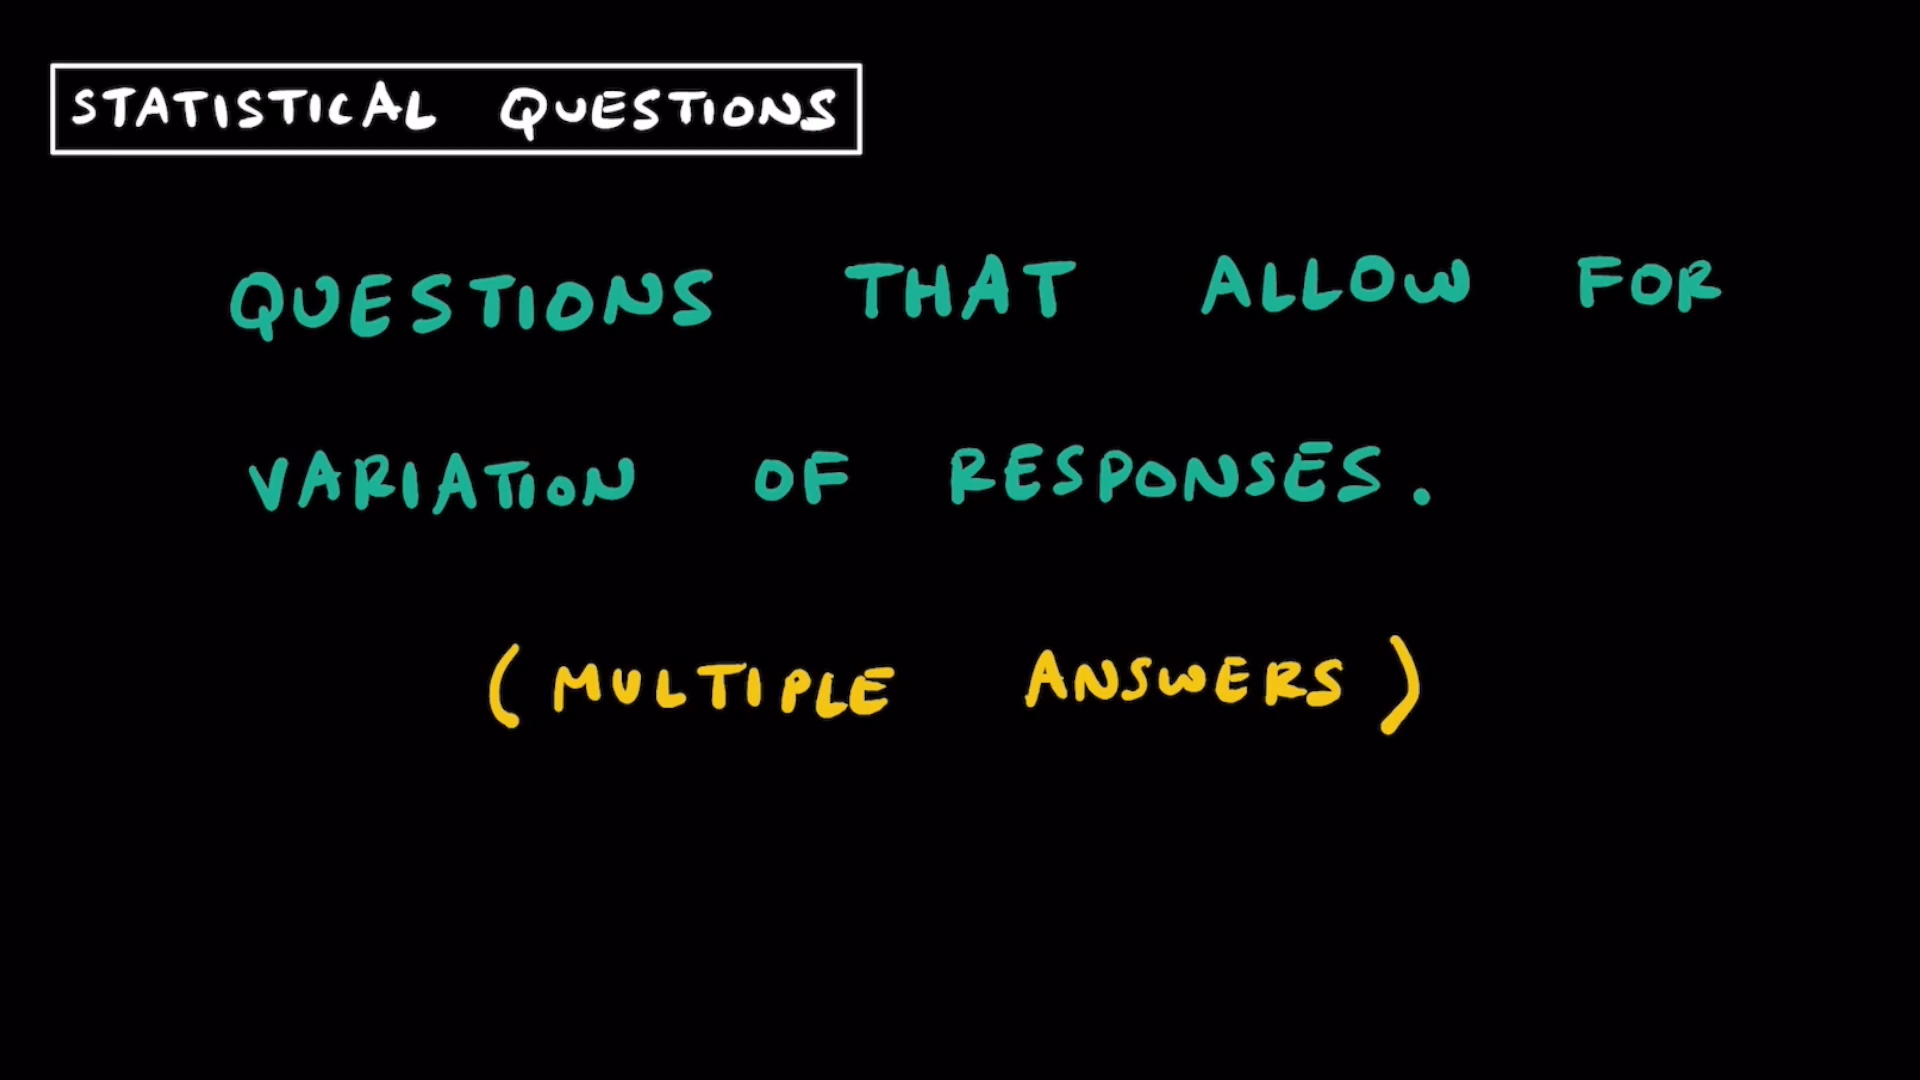 STATISTICAL QUESTIONS
QUESTIONS THAT ALLOW FOR
VARIATION OF RESPONSES.
(MULTIPLE ANSWERS)